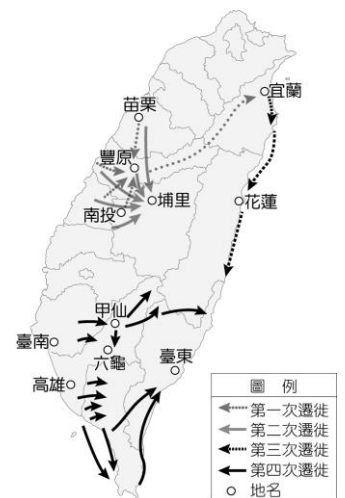 宜蘭
苗栗
豐原
埔里
花蓮
南投
甲仙
臺南
六龜
臺東
高雄
圖例
第一次遷徙
第二次遷徙
第三次遷徙
第四次遷徙
地名